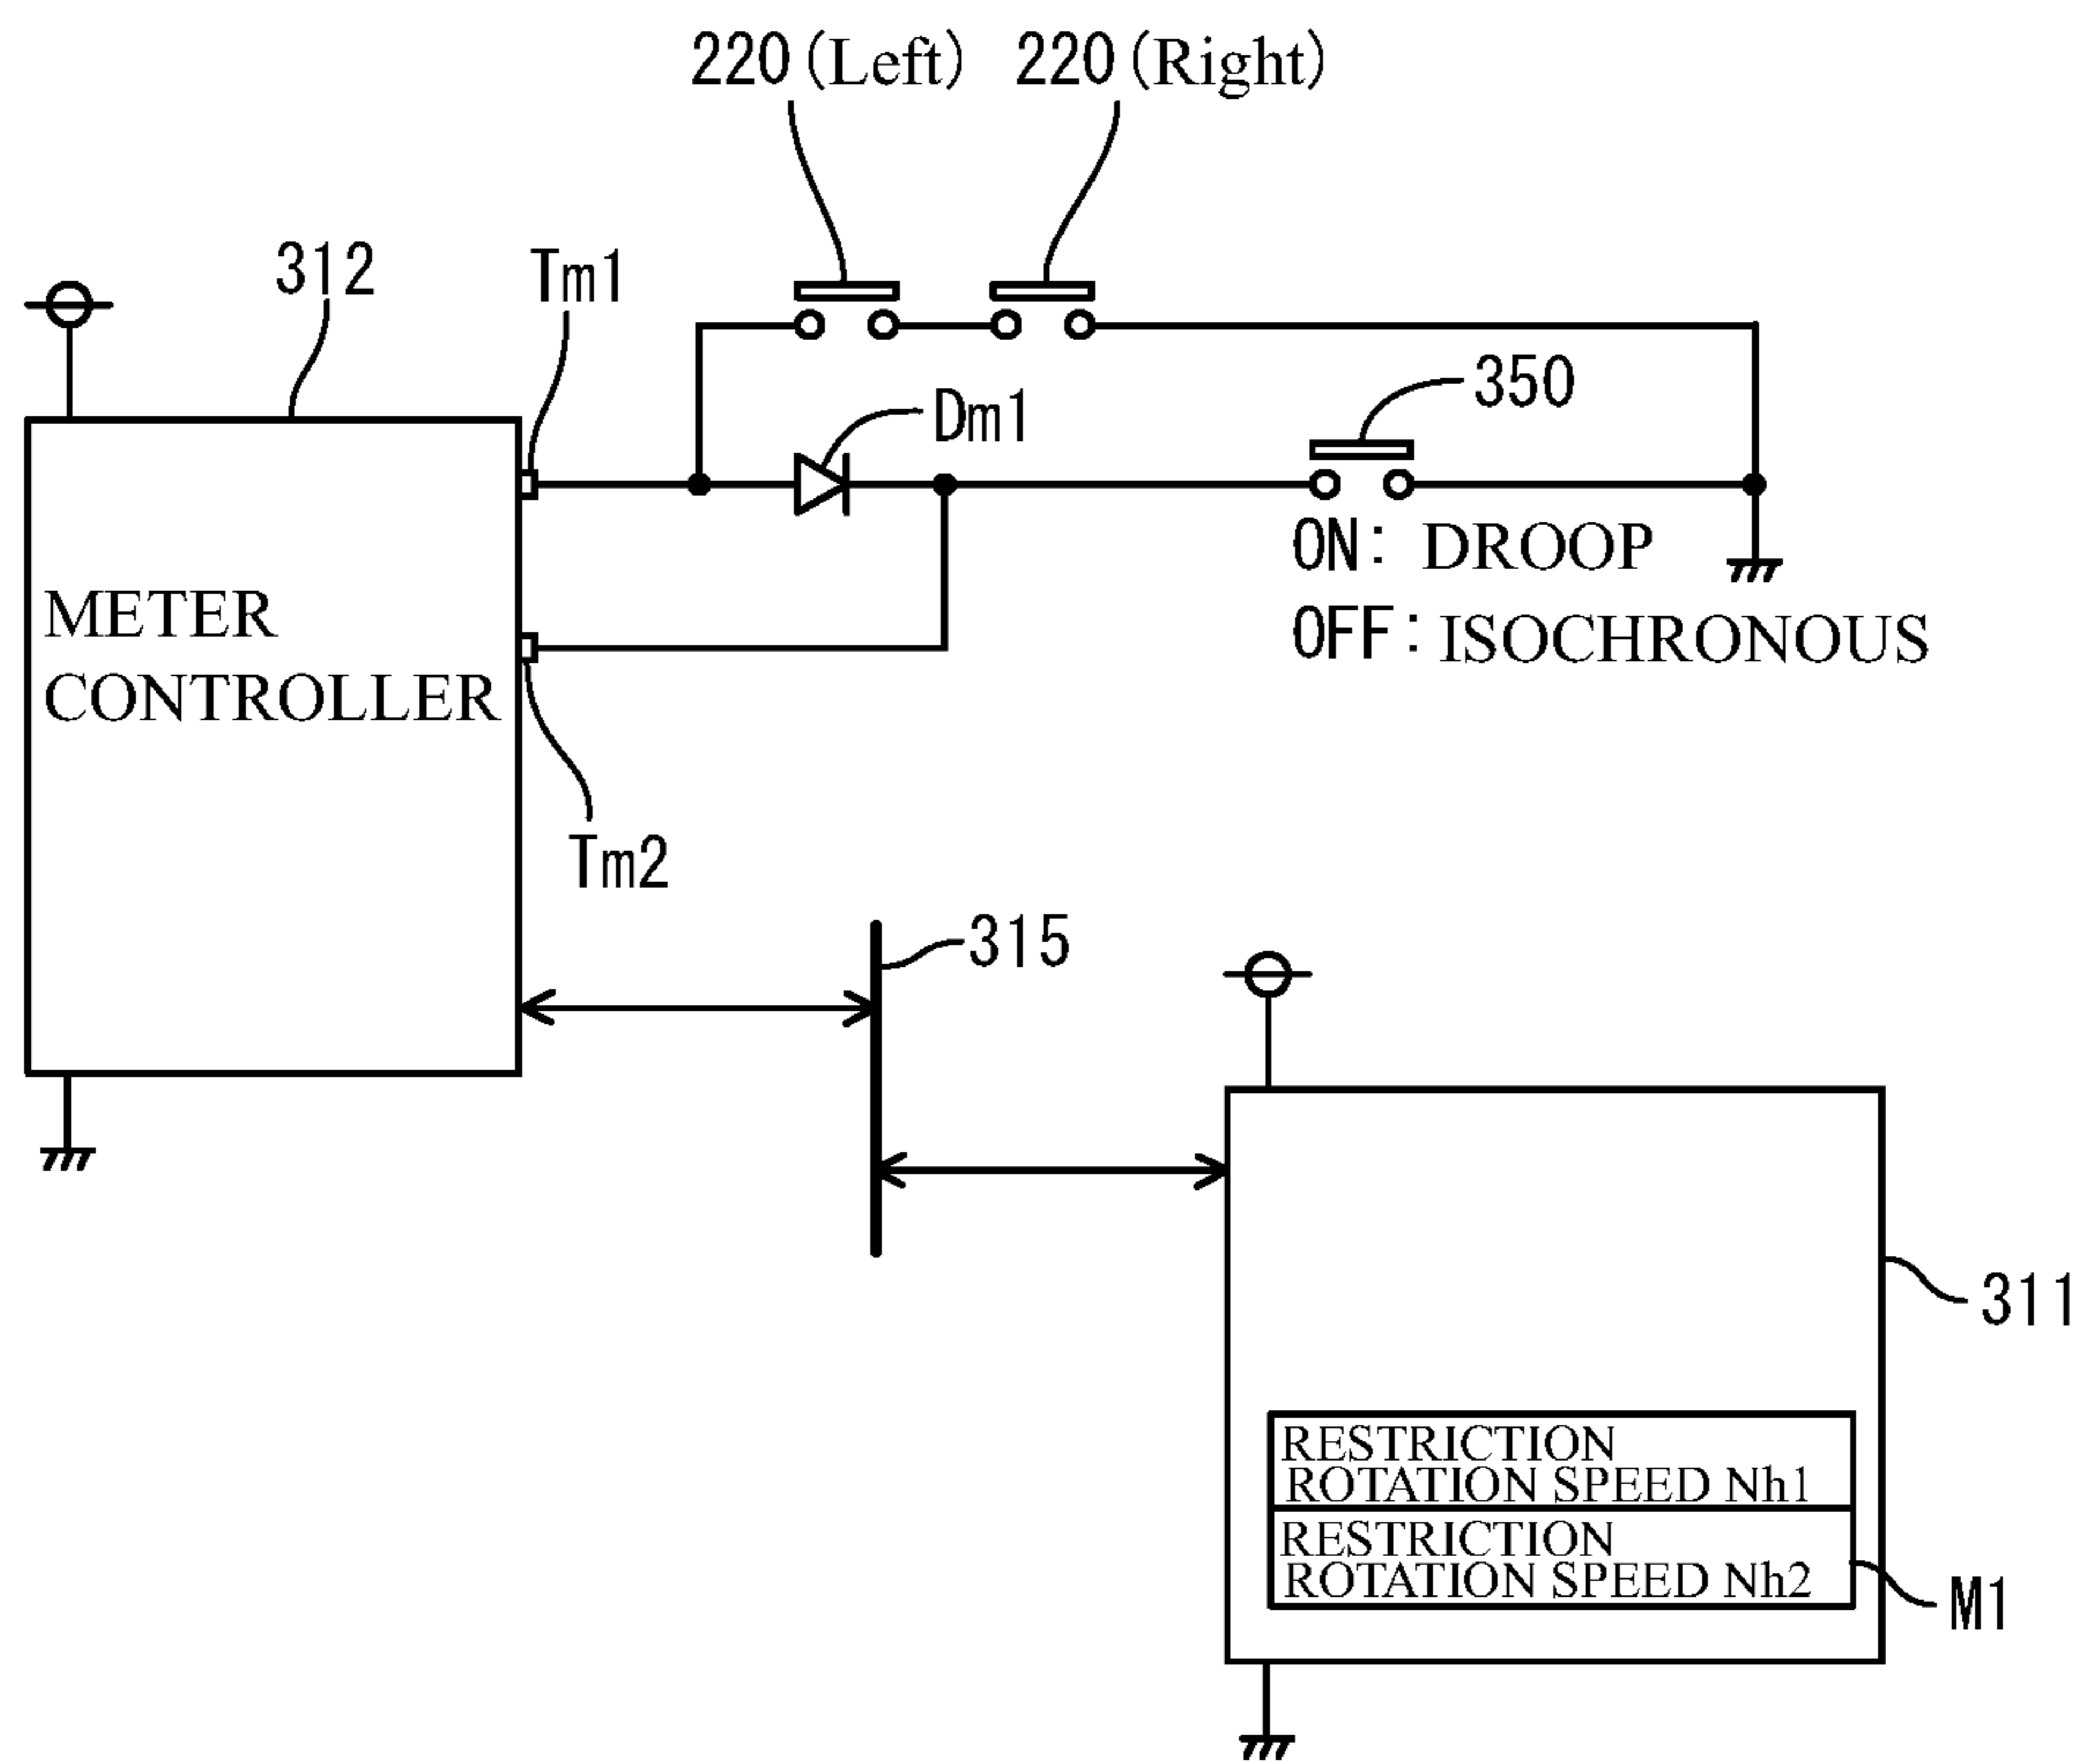 220(Left) 220(Right)
312
Tm1
350
Dm1
ON: DROOP
OFF: ISOCHRONOUS
METER
CONTROLLER
Tm2
315
311
RESTRICTION
ROTATION SPEED Nh1
RESTRICTION
ROTATION SPEED Nh2
M1